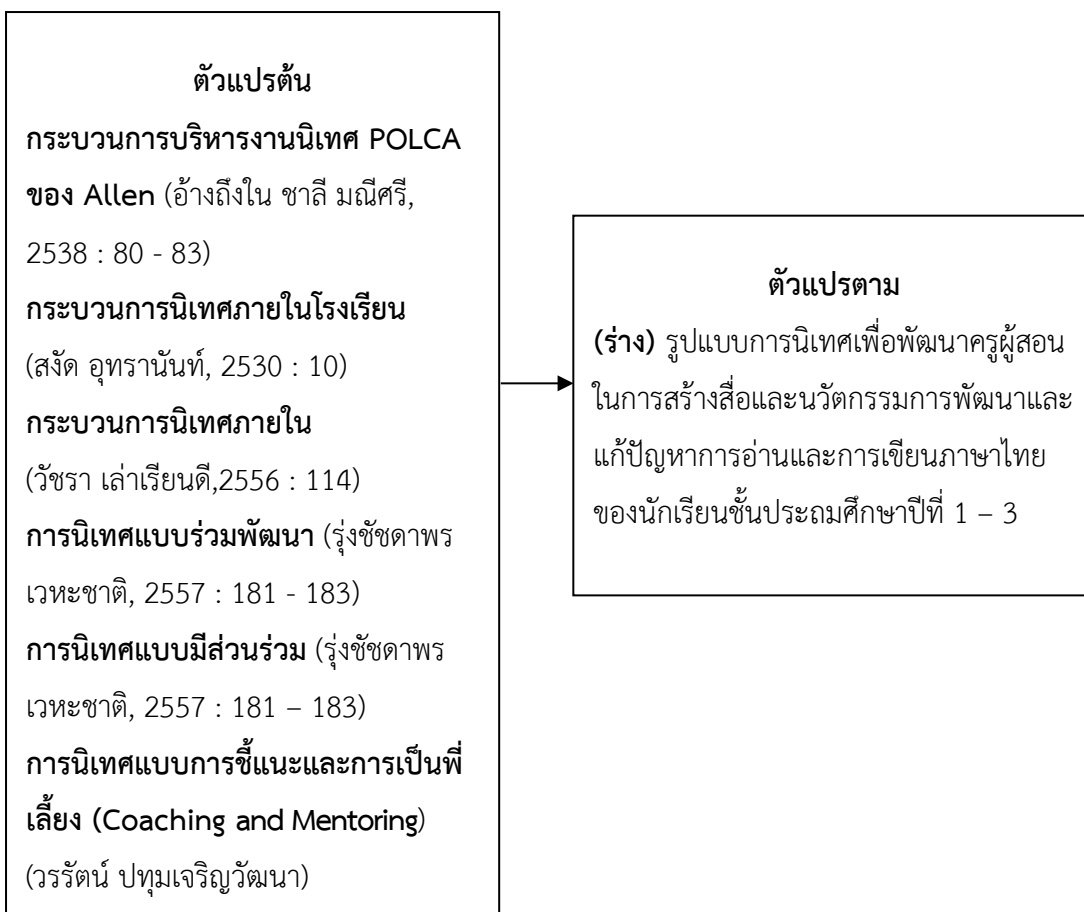 ตัวแปรต้น
กระบวนการบริหารงานนิเทศ POLCA
ของ Allen (อ้างถึงใน ชาลี มณีศรี,
2538 : 80 - 83)
กระบวนการนิเทศภายในโรงเรียน
(สงัด อุทรานันท์, 2530 : 10)
กระบวนการนิเทศภายใน
(วัชรา เล่าเรียนดี,2556 : 114)
การนิเทศแบบร่วมพัฒนา (รุ่งชัชดาพร
เวหะชาติ, 2557 : 181 - 183)
การนิเทศแบบมีส่วนร่วม (รุ่งชัชดาพร
เวหะชาติ, 2557 : 181 – 183)
การนิเทศแบบการชี้แนะและการเป็นพี่
เลี้ยง (Coaching and Mentoring)
(วรรัตน์ ปทุมเจริญวัฒนา)
ตัวแปรตาม
(ร่าง) รูปแบบการนิเทศเพื่อพัฒนาครูผู้สอน
ในการสร้างสื่อและนวัตกรรมการพัฒนาและ
แก้ปัญหาการอ่านและการเขียนภาษาไทย
ของนักเรียนชั้นประถมศึกษาปีที่ 1 – 3